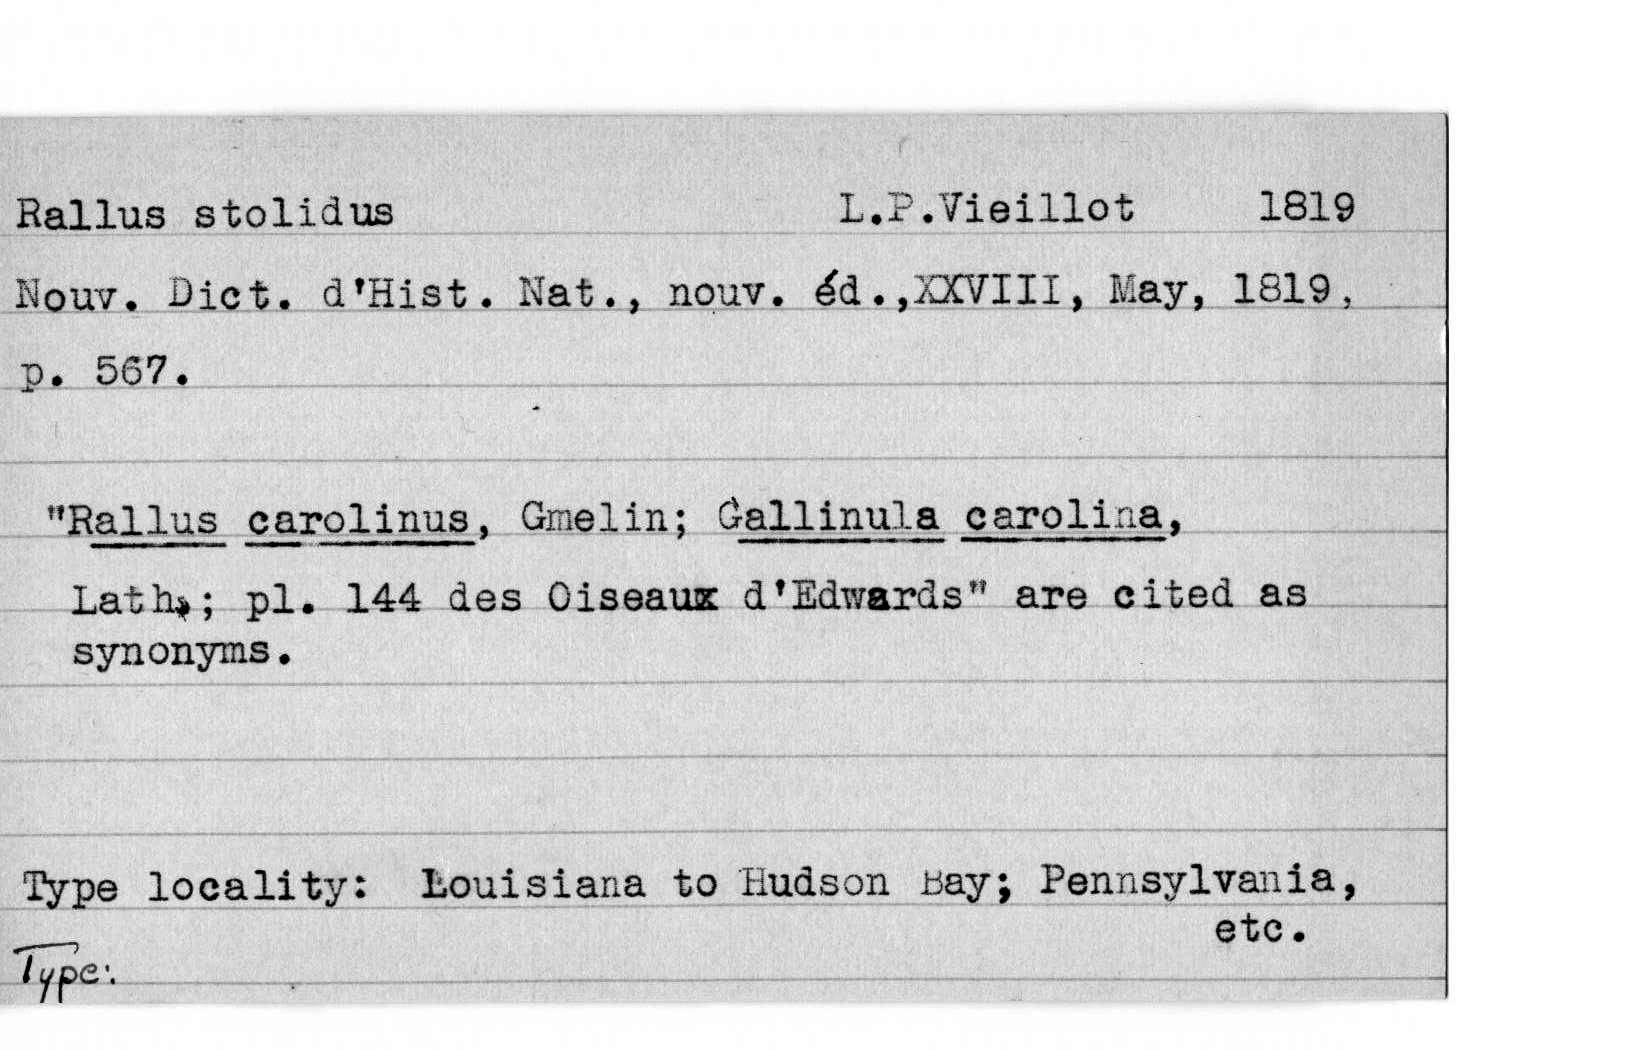 Rallus stolidus L.P.Vieillot 1819
Nouv. Dict. d'Hist. Nat., nouv. éd.,XXVIII, May, 1819,
p. 567.
"Rallus carolinus, Gmelin; Gallinula carolina,
Lath.; pl. 144 des Oiseaux d'Edwards" are cited as
synonyms.
Type locality: Louisiana to Hudson Bay; Pennsylvania,
etc.
Type: